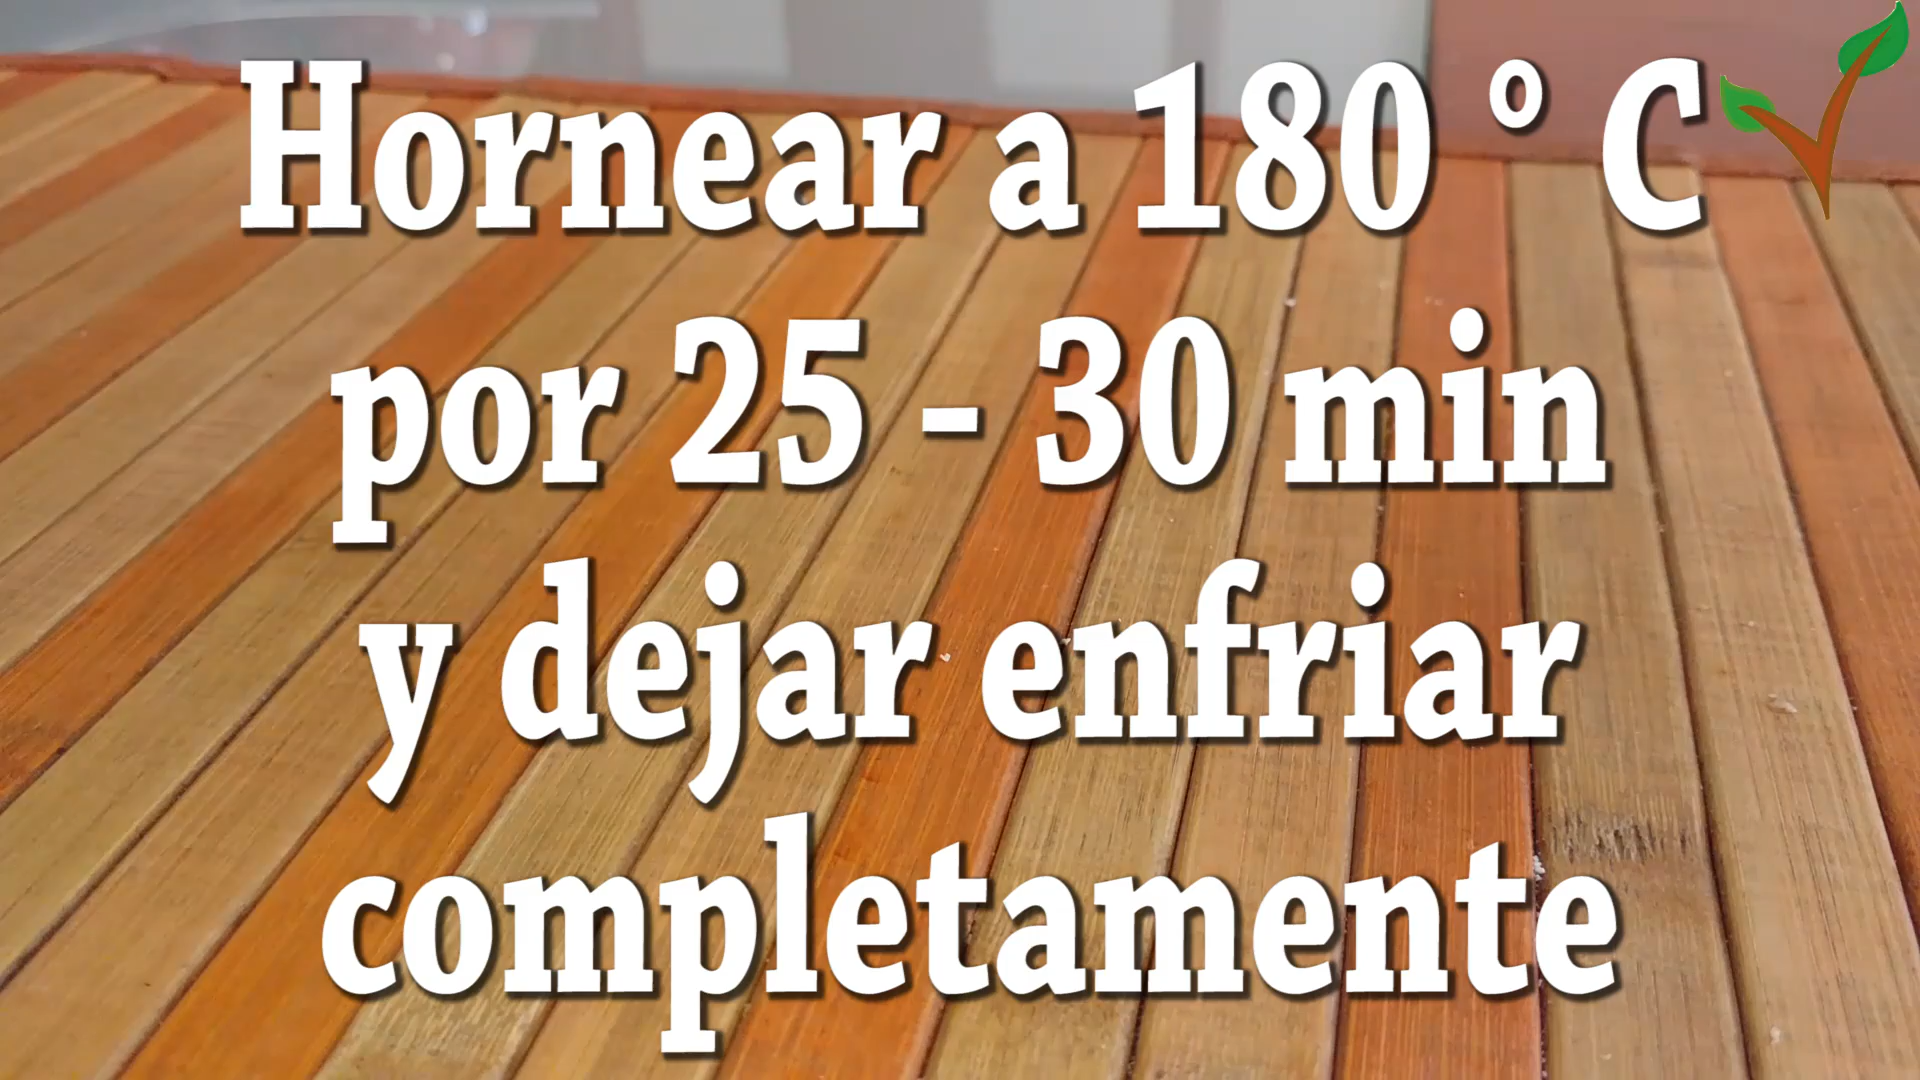 Hornear a 180 ° C
por 25 - 30 min
y dejar enfriar
completamente